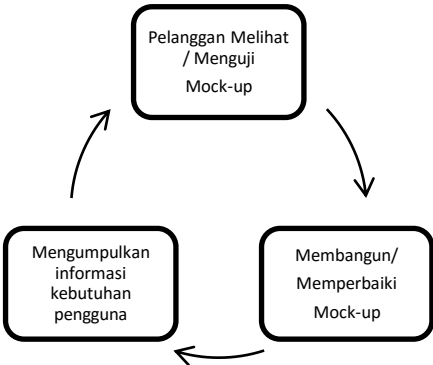 Pelanggan Melihat
/ Menguji
Mock-up
Mengumpulkan
informasi
kebutuhan
pengguna
Membangun/
Memperbaiki
Mock-up